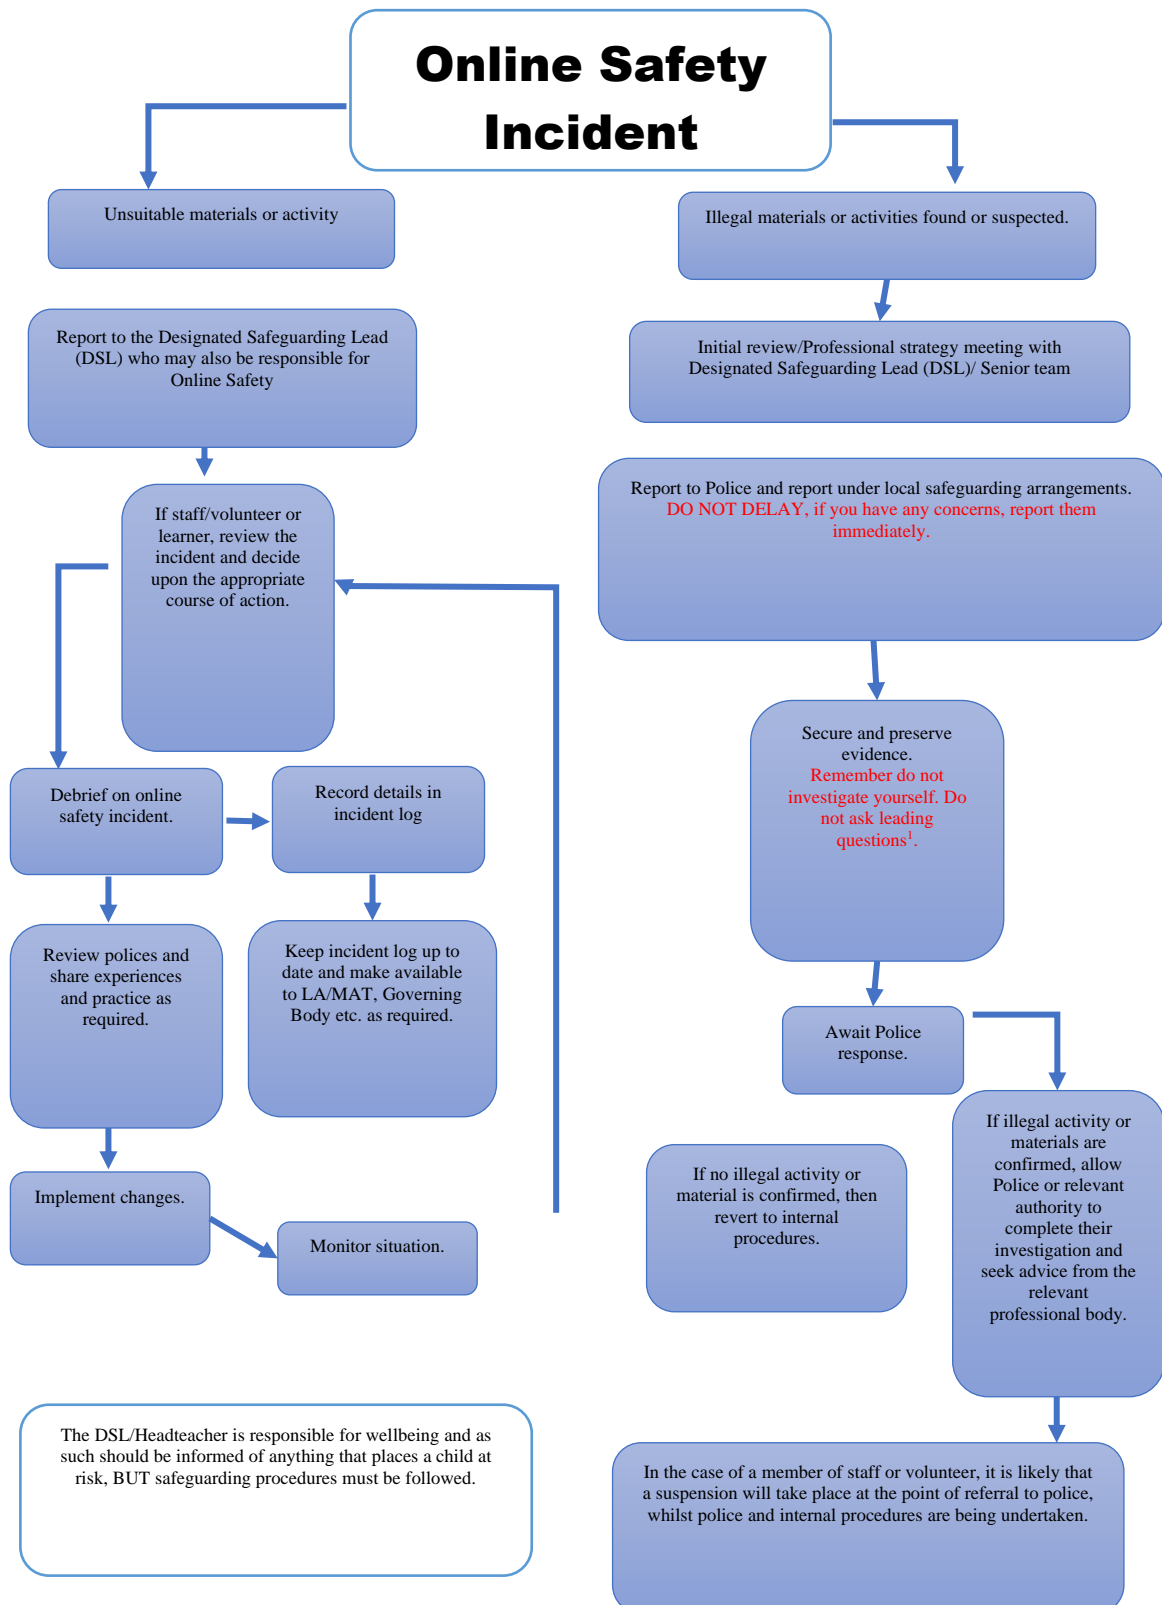 Online Safety
Incident
Unsuitable materials or activity
Report to the Designated Safeguarding Lead
(DSL) who may also be responsible for
Online Safety
If staff/volunteer or
learner, review the
incident and decide
upon the appropriate
course of action.
Debrief on online
safety incident.
Record details in
incident log
Review polices and
share experiences
and practice as
required.
Keep incident log up to
date and make available
to LA/MAT, Governing
Body etc. as required.
Implement changes.
Monitor situation.
The DSL/Headteacher is responsible for wellbeing and as
such should be informed of anything that places a child at
risk, BUT safeguarding procedures must be followed.
Illegal materials or activities found or suspected.
Initial review/Professional strategy meeting with
Designated Safeguarding Lead (DSL)/ Senior team
Report to Police and report under local safeguarding arrangements.
DO NOT DELAY, if you have any concerns, report them
immediately.
Secure and preserve
evidence.
Remember do not
investigate yourself. Do
not ask leading
questions¹.
Await Police
response.
If no illegal activity or
material is confirmed, then
revert to internal
procedures.
If illegal activity or
materials are
confirmed, allow
Police or relevant
authority to
complete their
investigation and
seek advice from the
relevant
professional body.
In the case of a member of staff or volunteer, it is likely that
a suspension will take place at the point of referral to police,
whilst police and internal procedures are being undertaken.